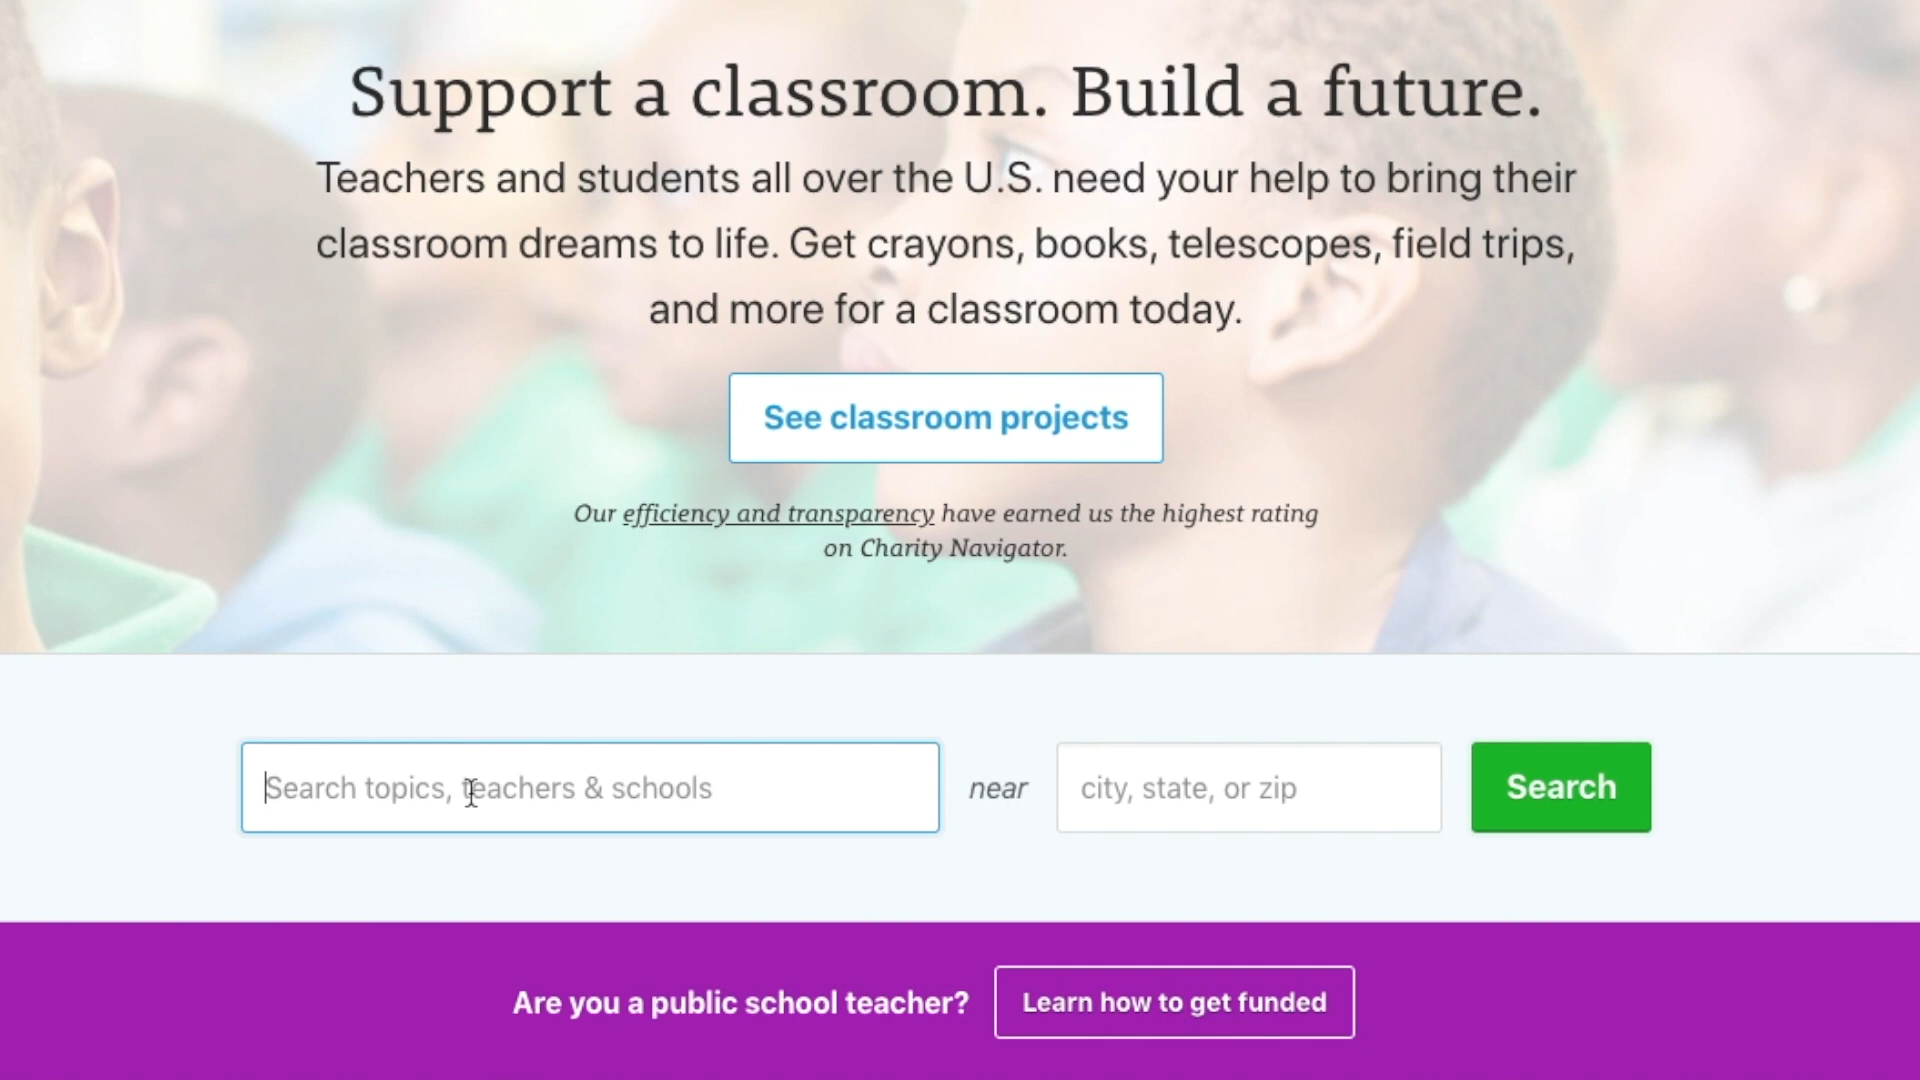 Support a classroom. Build a future.
Teachers and students all over the U.S. need your help to bring their
classroom dreams to life. Get crayons, books, telescopes, field trips,
and more for a classroom today.
See classroom projects
Our efficiency and transparency have earned us the highest rating
on Charity Navigator.
Search topics, teachers & schools near city, state, or zip Search
Are you a public school teacher? Learn how to get funded